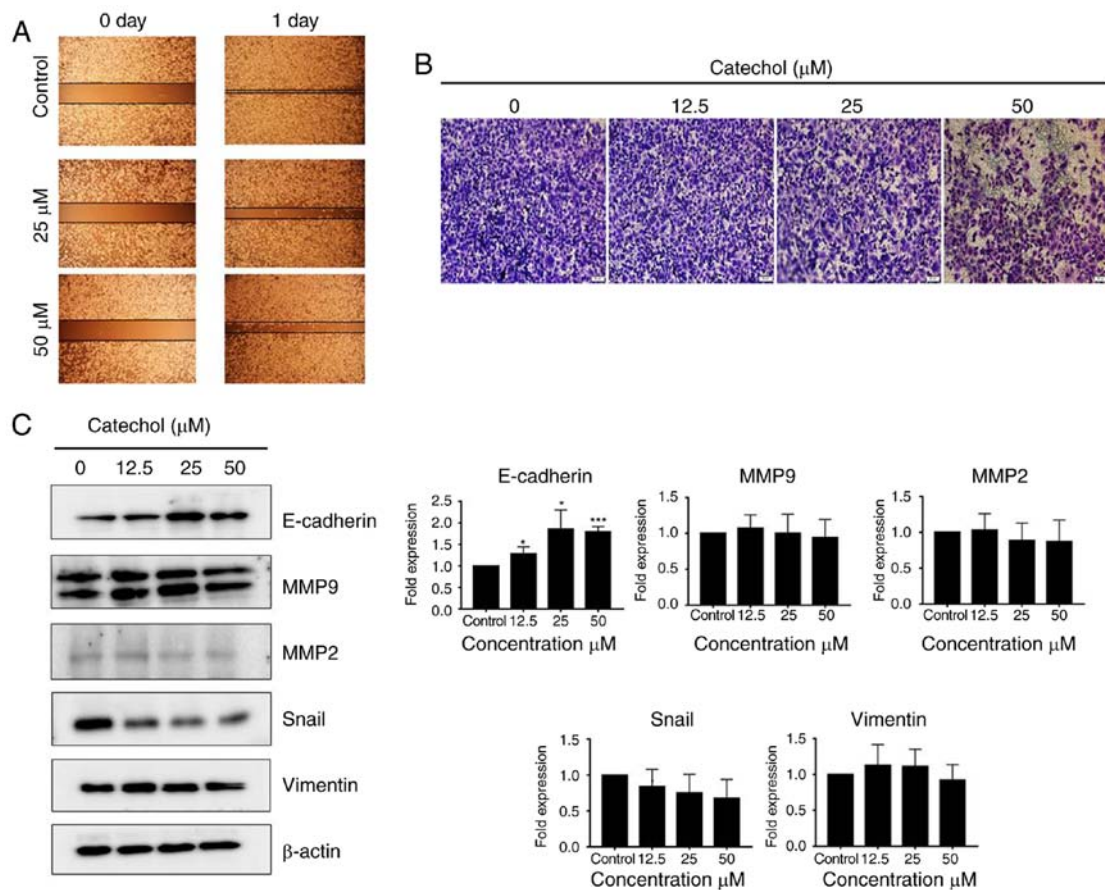 A
0 day
1 day
Control
25 μM
50 μM
B
Catechol (μM)
0 12.5 25 50
C
Catechol (μM)
0 12.5 25 50
E-cadherin
MMP9
MMP2
Snail
Vimentin
β-actin
E-cadherin
Fold expression
2.5
2.0
1.5
1.0
0.5
0.0
* * ***
Control 12.5 25 50
Concentration μM
MMP9
Fold expression
1.5
1.0
0.5
0.0
Control 12.5 25 50
Concentration μM
MMP2
Fold expression
1.5
1.0
0.5
0.0
Control 12.5 25 50
Concentration μM
Snail
Fold expression
1.5
1.0
0.5
0.0
Control 12.5 25 50
Concentration μM
Vimentin
Fold expression
1.5
1.0
0.5
0.0
Control 12.5 25 50
Concentration μM